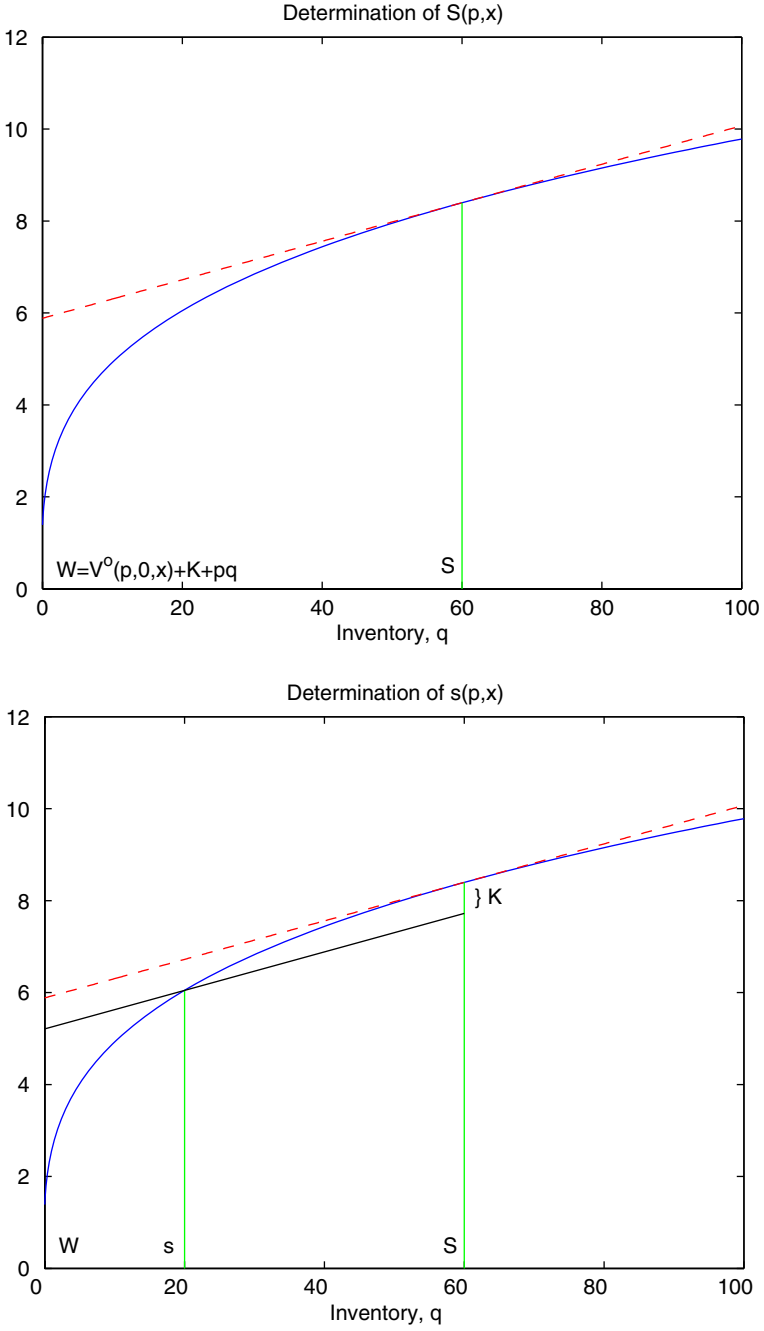 Determination of S(p,x)
12
10
8
6
4
2
0
W=V^o(p,0,x)+K+pq
S
0 20 40 60 80 100
Inventory, q
Determination of s(p,x)
12
10
8
6
4
2
0
} K
W s S
0 20 40 60 80 100
Inventory, q